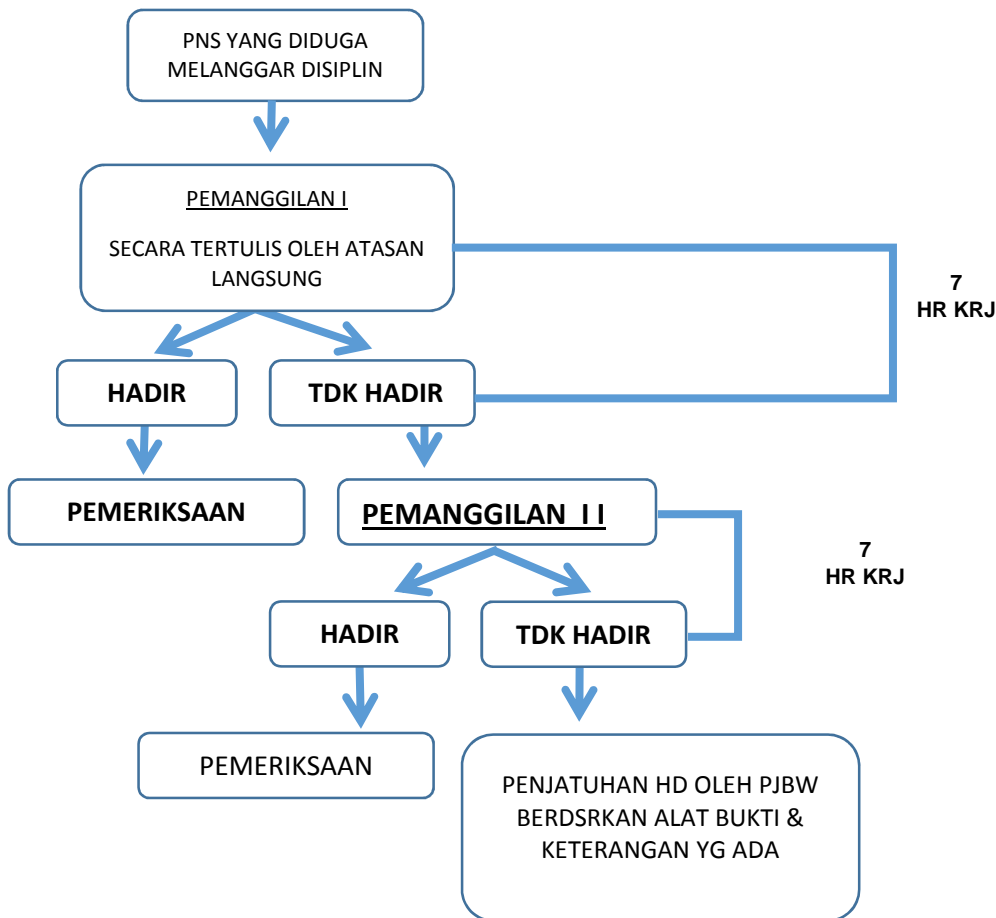 PNS YANG DIDUGA
MELANGGAR DISIPLIN
PEMANGGILAN I
SECARA TERTULIS OLEH ATASAN
LANGSUNG
7
HR KRJ
HADIR
TDK HADIR
PEMERIKSAAN
PEMANGGILAN I I
7
HR KRJ
HADIR
TDK HADIR
PEMERIKSAAN
PENJATUHAN HD OLEH PJBW
BERDSRKAN ALAT BUKTI &
KETERANGAN YG ADA